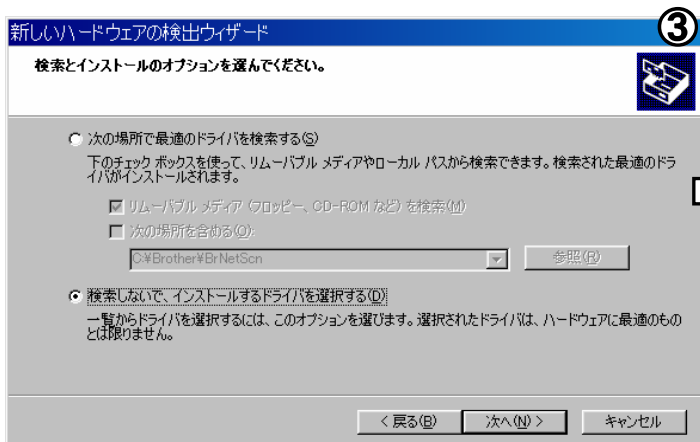 新しいハードウェアの検出ウィザード
③
検索とインストールのオプションを選んでください。
次の場所で最適のドライバを検索する(S)
下のチェック ボックスを使って、リムーバブル メディアやローカル パスから検索できます。検索された最適のドラ
イバがインストールされます。
リムーバブル メディア (フロッピー、CD-ROM など) を検索(M)
次の場所を含める(O):
C:¥Brother¥BrNetScn
参照(R)
検索しないで、インストールするドライバを選択する(D)
一覧からドライバを選択するには、このオプションを選びます。選択されたドライバは、ハードウェアに最適のもの
とは限りません。
< 戻る(B)
次へ(N) >
キャンセル